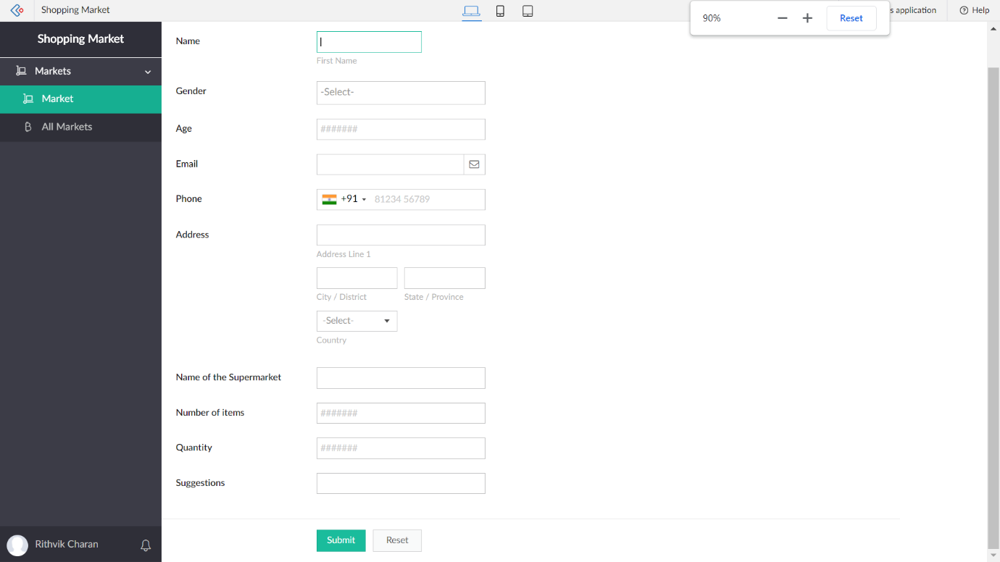 Shopping Market
90%
Reset
s application
Help
Shopping Market
Markets
Market
All Markets
Rithvik Charan
Name
First Name
Gender
-Select-
Age
#######
Email
Phone
+91
81234 56789
Address
Address Line 1
City / District
State / Province
-Select-
Country
Name of the Supermarket
Number of items
#######
Quantity
#######
Suggestions
Submit
Reset